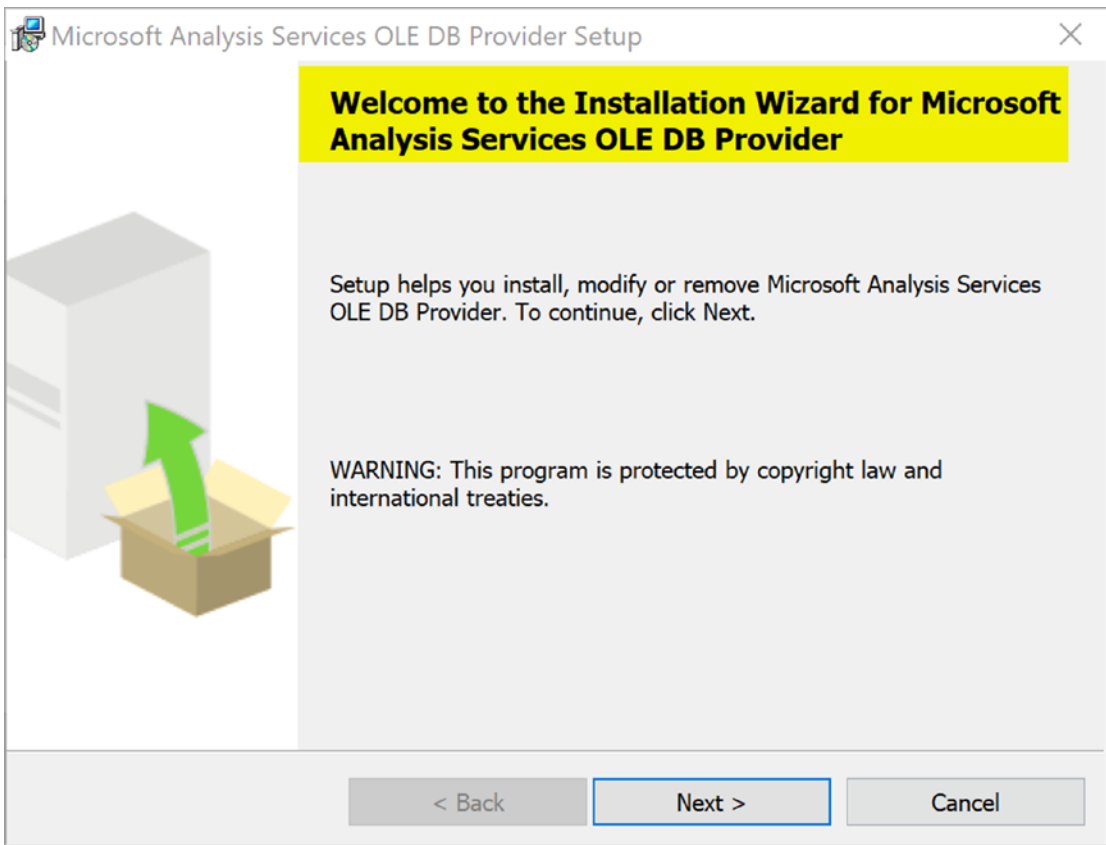 Microsoft Analysis Services OLE DB Provider Setup
Welcome to the Installation Wizard for Microsoft
Analysis Services OLE DB Provider
Setup helps you install, modify or remove Microsoft Analysis Services
OLE DB Provider. To continue, click Next.
WARNING: This program is protected by copyright law and
international treaties.
< Back
Next >
Cancel